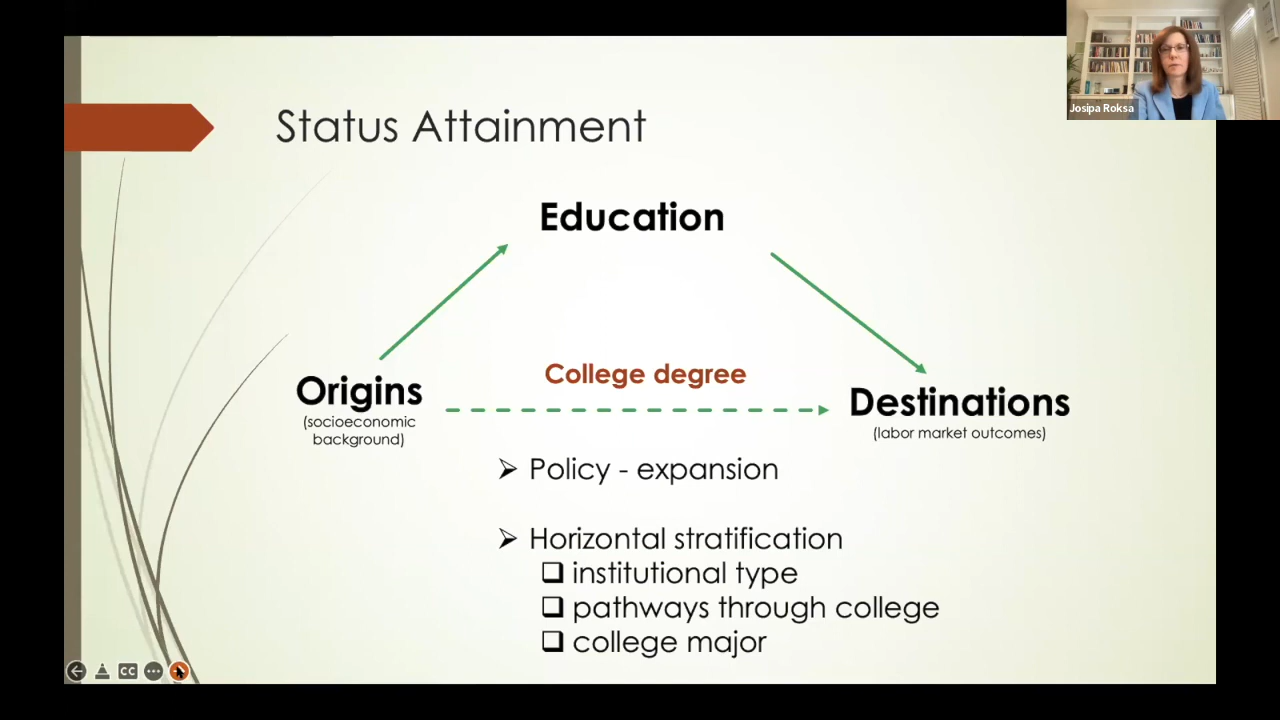 Josipa Roksa
Status Attainment
Education
College degree
Origins
(socioeconomic
background)
Destinations
(labor market outcomes)
➢ Policy - expansion
➢ Horizontal stratification
❑ institutional type
❑ pathways through college
❑ college major
CC